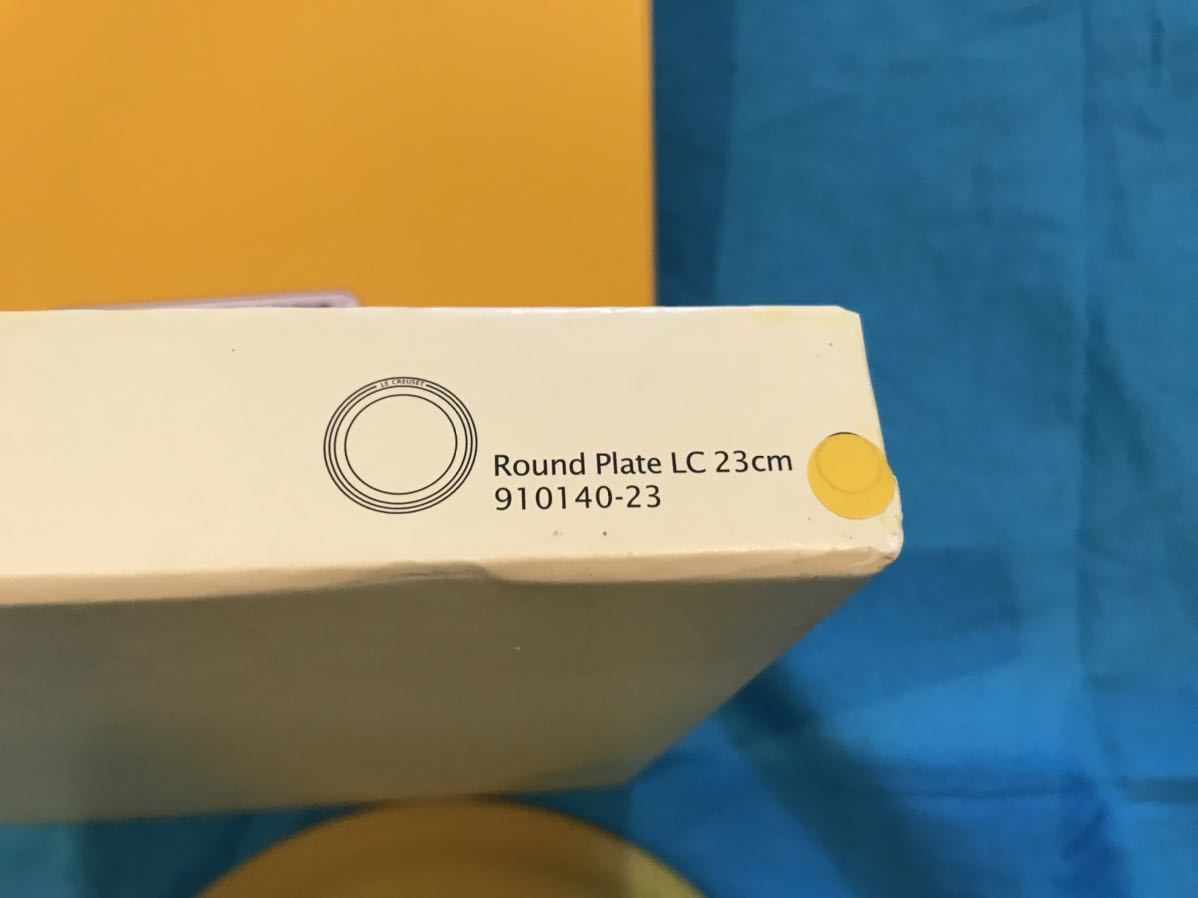 LE CREUSET
Round Plate LC 23cm
910140-23